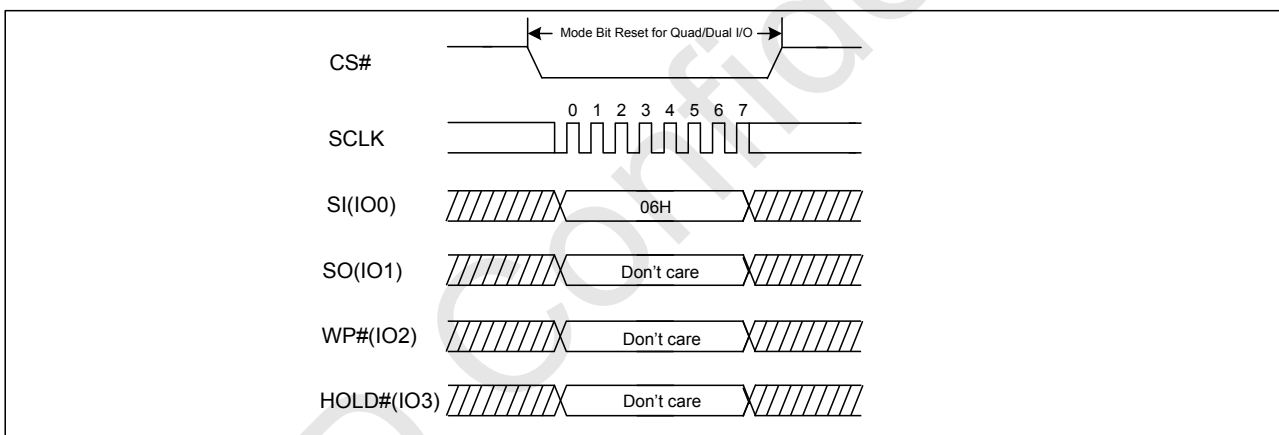 Mode Bit Reset for Quad/Dual I/O
CS#
0 1 2 3 4 5 6 7
SCLK
SI(IO0) 06H
SO(IO1) Don’t care
WP#(IO2) Don’t care
HOLD#(IO3) Don’t care